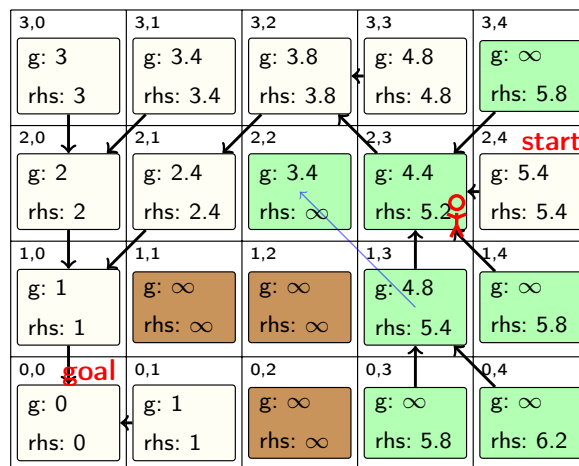 3,0 3,1 3,2 3,3 3,4
g: 3 g: 3.4 g: 3.8 g: 4.8 g: ∞
rhs: 3 rhs: 3.4 rhs: 3.8 rhs: 4.8 rhs: 5.8
2,0 2,1 2,2 2,3 2,4 start
g: 2 g: 2.4 g: 3.4 g: 4.4 g: 5.4
rhs: 2 rhs: 2.4 rhs: ∞ rhs: 5.2 rhs: 5.4
1,0 1,1 1,2 1,3 1,4
g: 1 g: ∞ g: ∞ g: 4.8 g: ∞
rhs: 1 rhs: ∞ rhs: ∞ rhs: 5.4 rhs: 5.8
0,0 goal 0,1 0,2 0,3 0,4
g: 0 g: 1 g: ∞ g: ∞ g: ∞
rhs: 0 rhs: 1 rhs: ∞ rhs: 5.8 rhs: 6.2